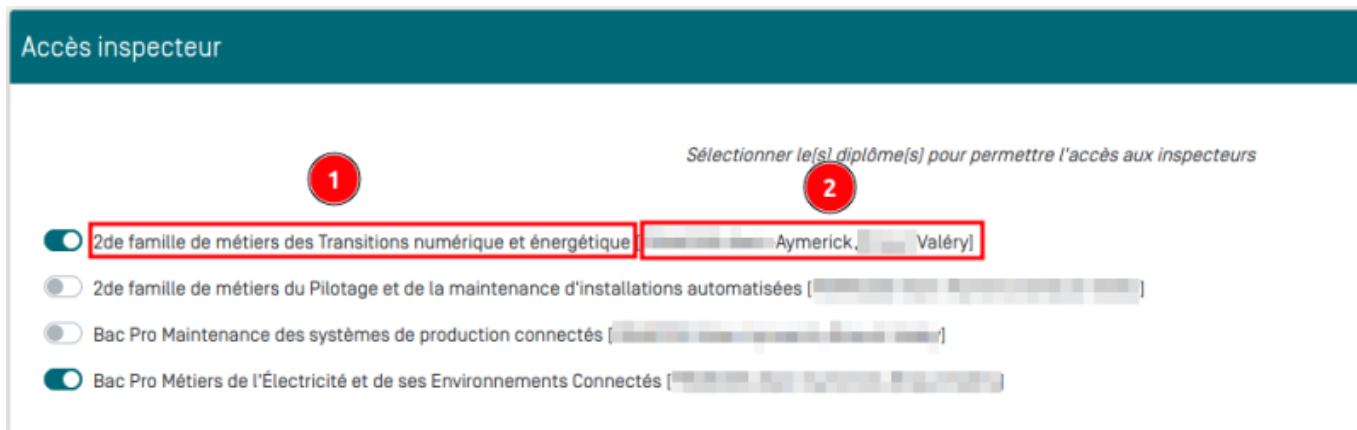 Accès inspecteur
Sélectionner le(s) diplôme(s) pour permettre l'accès aux inspecteurs
1
2
2de famille de métiers des Transitions numérique et énergétique [ Aymerick, Valéry]
2de famille de métiers du Pilotage et de la maintenance d'installations automatisées [ ]
Bac Pro Maintenance des systèmes de production connectés [ ]
Bac Pro Métiers de l'Électricité et de ses Environnements Connectés [